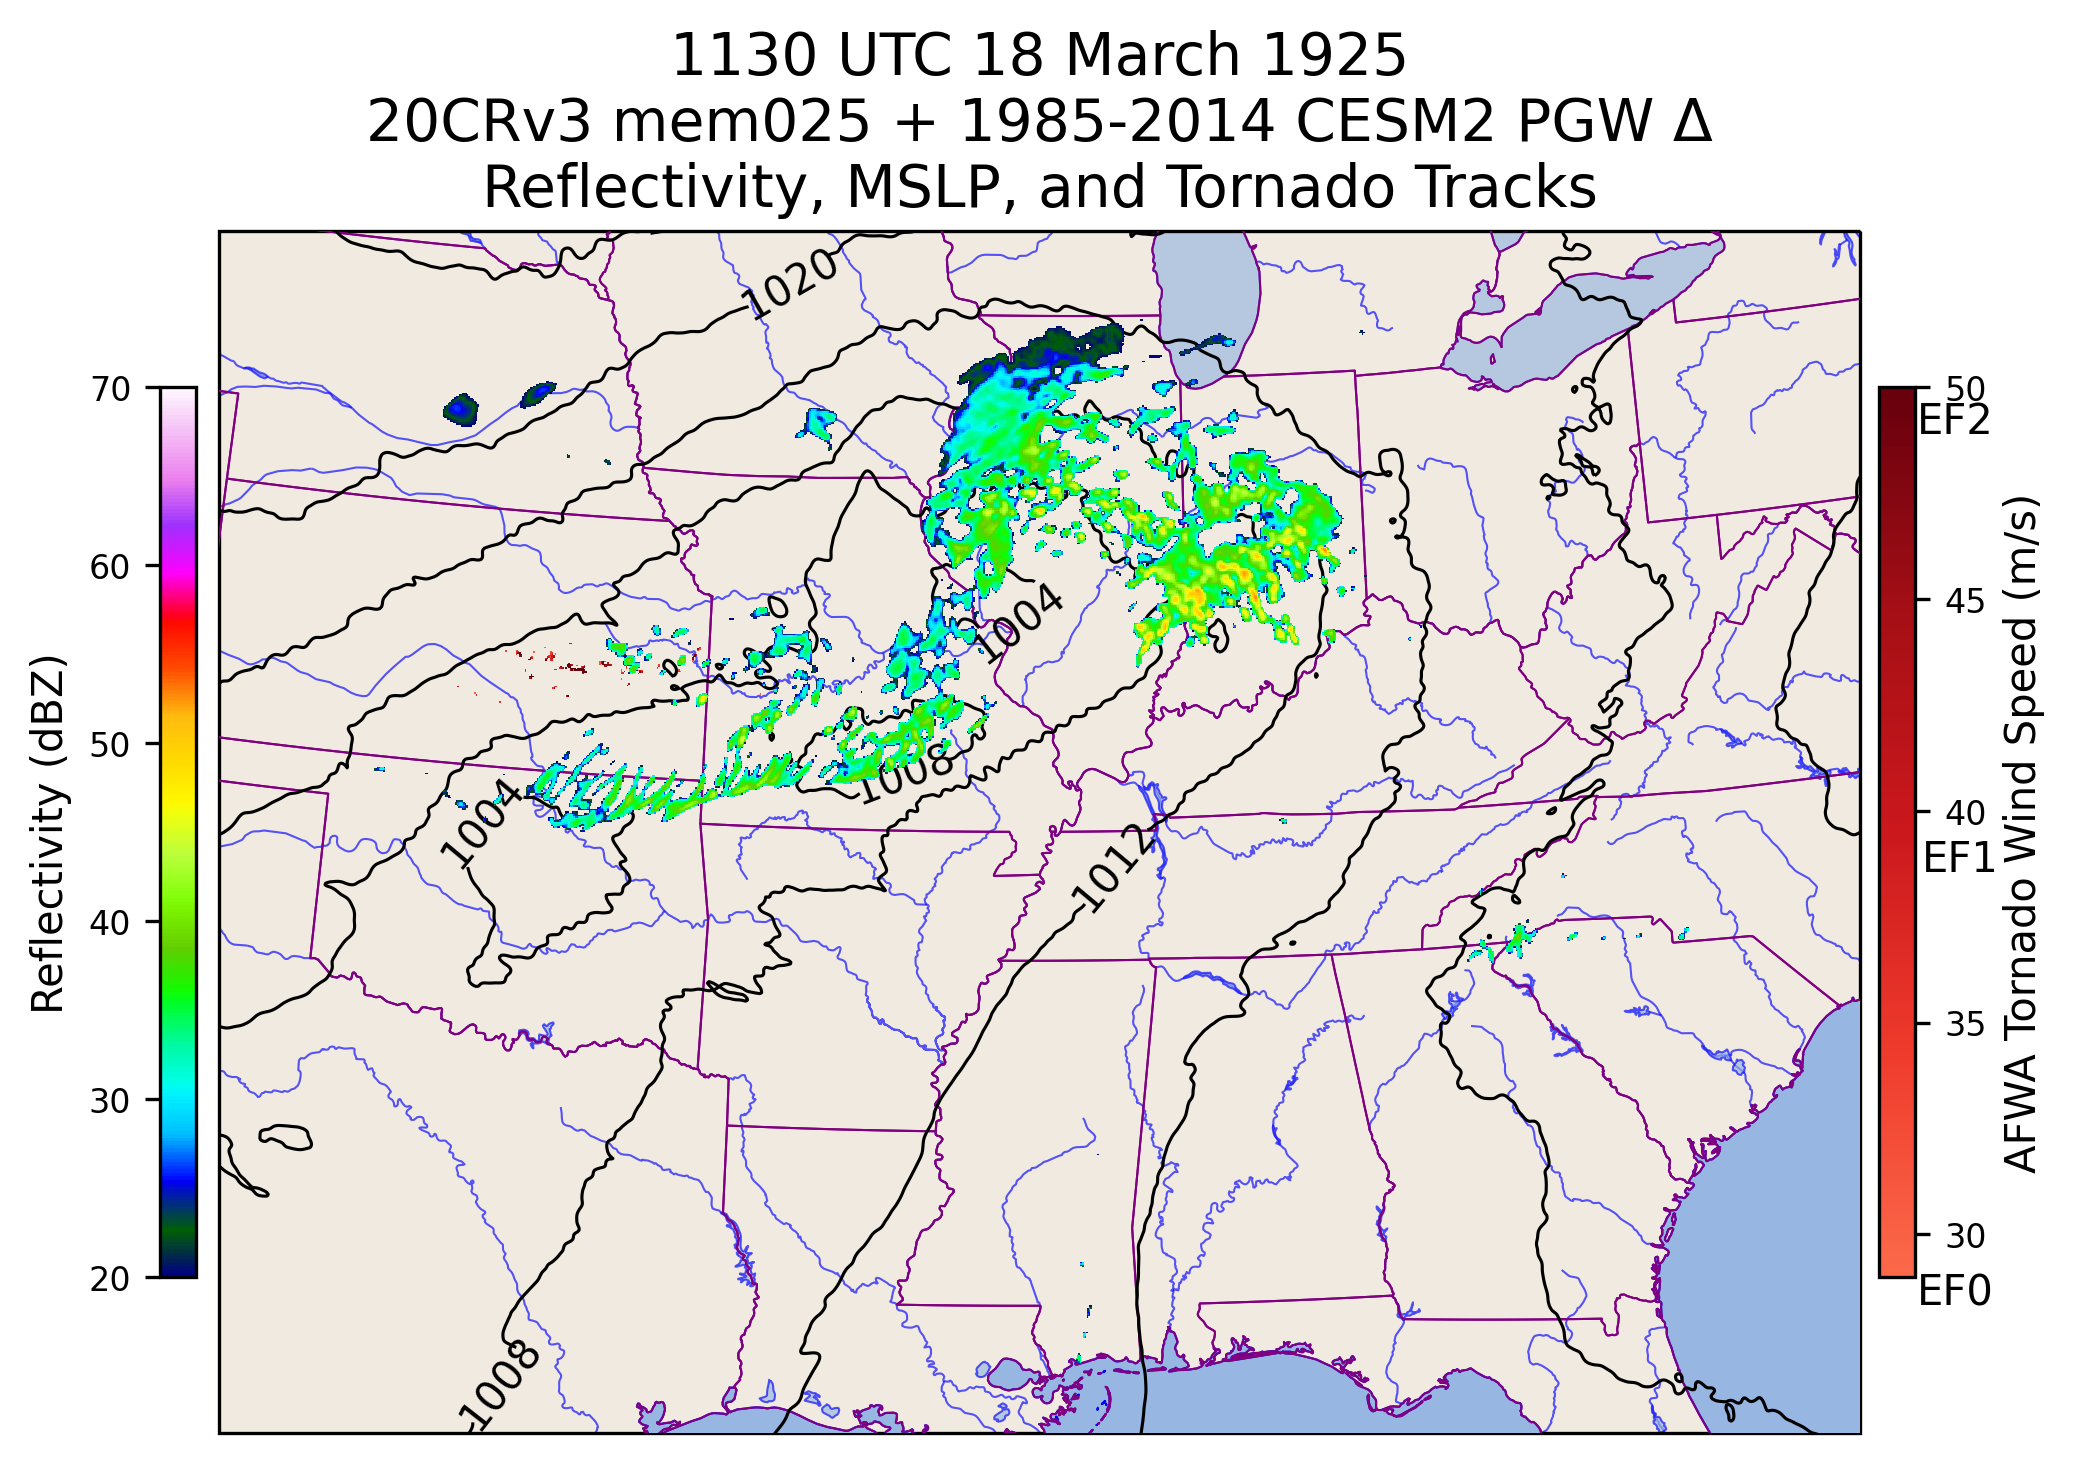 1130 UTC 18 March 1925
20CRv3 mem025 + 1985-2014 CESM2 PGW Δ
Reflectivity, MSLP, and Tornado Tracks
Reflectivity (dBZ)
70
60
50
40
30
20
1020
1004
1008
1004
1012
1008
50
EF2
45
40
EF1
35
30
EF0
AFWA Tornado Wind Speed (m/s)